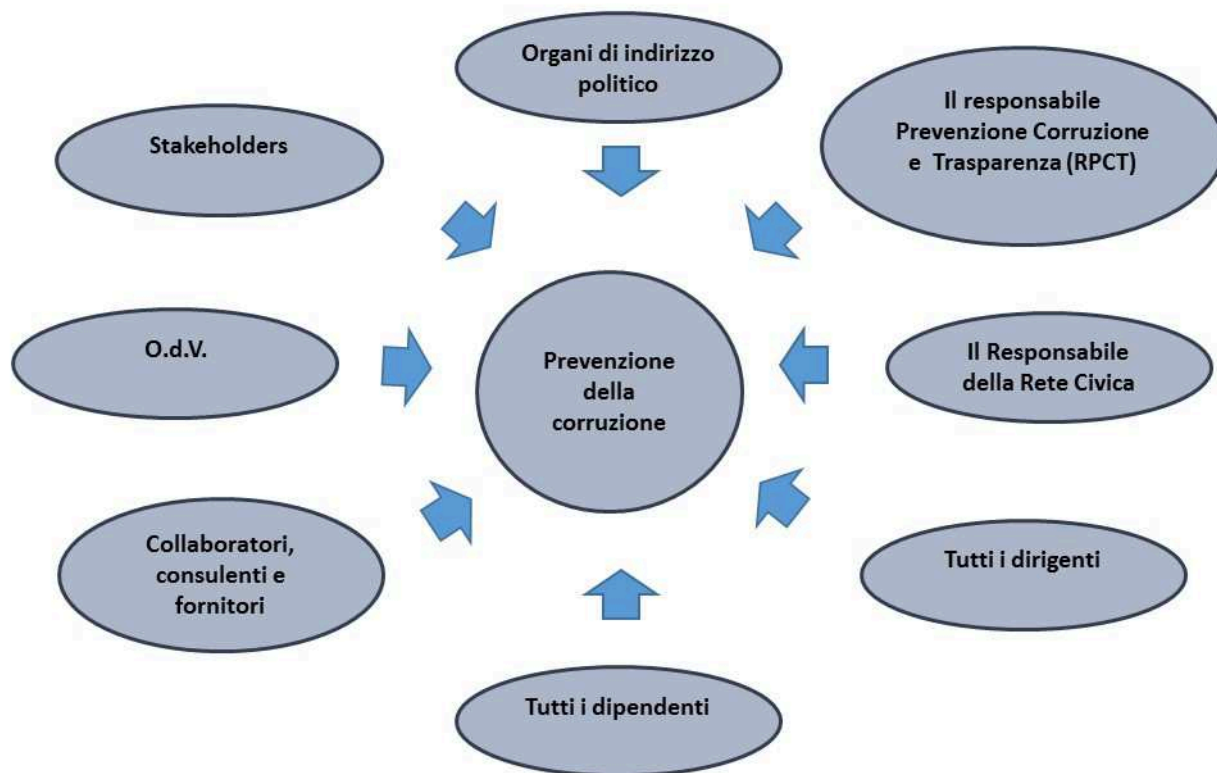 Organi di indirizzo
politico
Il responsabile
Prevenzione Corruzione
e Trasparenza (RPCT)
Stakeholders
O.d.V.
Prevenzione
della
corruzione
Il Responsabile
della Rete Civica
Collaboratori,
consulenti e
fornitori
Tutti i dirigenti
Tutti i dipendenti